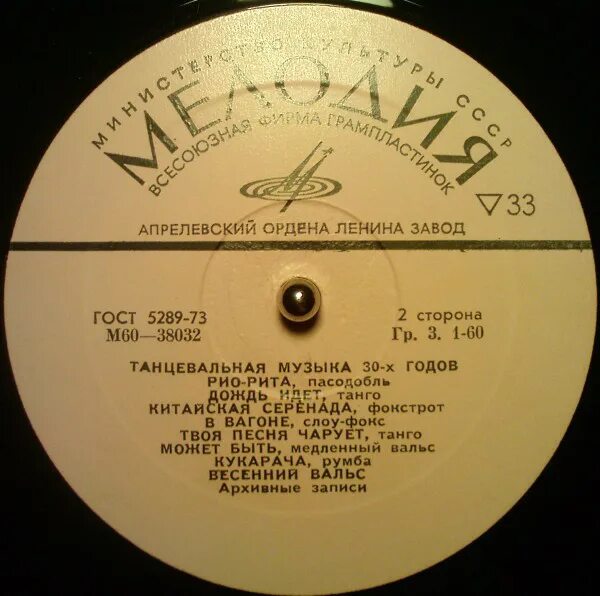 МИНИСТЕРСТВО КУЛЬТУРЫ СССР
МЕЛОДИЯ
ВСЕСОЮЗНАЯ ФИРМА ГРАМПЛАСТИНОК
▽33
АПРЕЛЕВСКИЙ ОРДЕНА ЛЕНИНА ЗАВОД
ГОСТ 5289-73
М60—38032
2 сторона
Гр. 3. 1-60
ТАНЦЕВАЛЬНАЯ МУЗЫКА 30-х ГОДОВ
РИО-РИТА, пасодобль
ДОЖДЬ ИДЕТ, танго
КИТАЙСКАЯ СЕРЕНАДА, фокстрот
В ВАГОНЕ, слоу-фокс
ТВОЯ ПЕСНЯ ЧАРУЕТ, танго
МОЖЕТ БЫТЬ, медленный вальс
КУКАРАЧА, румба
ВЕСЕННИЙ ВАЛЬС
Архивные записи